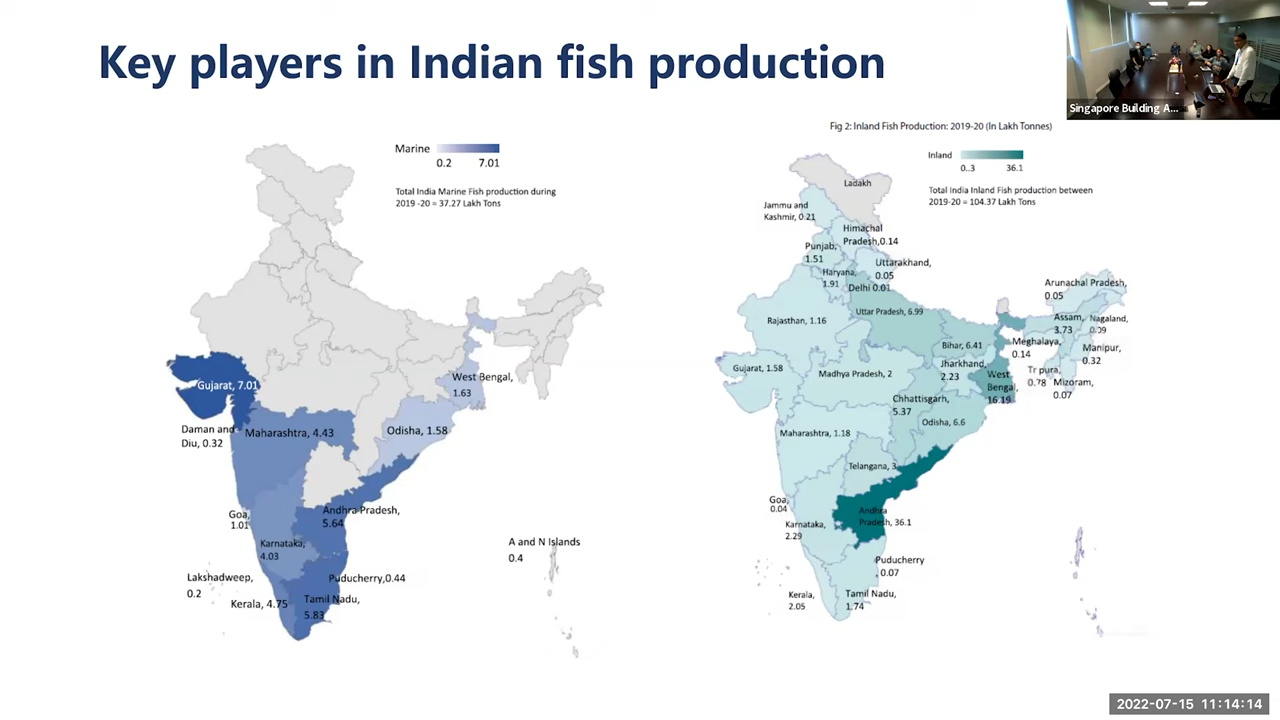 Key players in Indian fish production
Singapore Building A...
Marine
0.2 7.01
Total India Marine Fish production during
2019 -20 = 37.27 Lakh Tons
Gujarat, 7.01
Daman and
Diu, 0.32
Maharashtra, 4.43
West Bengal,
1.63
Odisha, 1.58
Goa,
1.01
Andhra Pradesh,
5.64
Karnataka,
4.03
A and N Islands
0.4
Lakshadweep,
0.2
Puducherry,0.44
Kerala, 4.75
Tamil Nadu,
5.83
Fig 2: Inland Fish Production: 2019-20 (In Lakh Tonnes)
Inland
0..3 36.1
Total India Inland Fish production between
2019-20 = 104.37 Lakh Tons
Ladakh
Jammu and
Kashmir, 0.21
Himachal
Pradesh,0.14
Punjab,
1.51
Uttarakhand,
0.05
Haryana,
1.91
Delhi 0.01
Arunachal Pradesh,
0.05
Rajasthan, 1.16
Uttar Pradesh, 6.99
Assam,
3.73
Nagaland,
0.09
Bihar, 6.41
Meghalaya,
0.14
Manipur,
0.32
Gujarat, 1.58
Madhya Pradesh, 2
Jharkhand,
2.23
West
Bengal,
16.19
Tr pura,
0.78
Mizoram,
0.07
Chhattisgarh,
5.37
Odisha, 6.6
Maharashtra, 1.18
Telangana, 3
Goa,
0.04
Andhra
Pradesh, 36.1
Karnataka,
2.29
Puducherry
, 0.07
Kerala,
2.05
Tamil Nadu,
1.74
2022-07-15 11:14:14